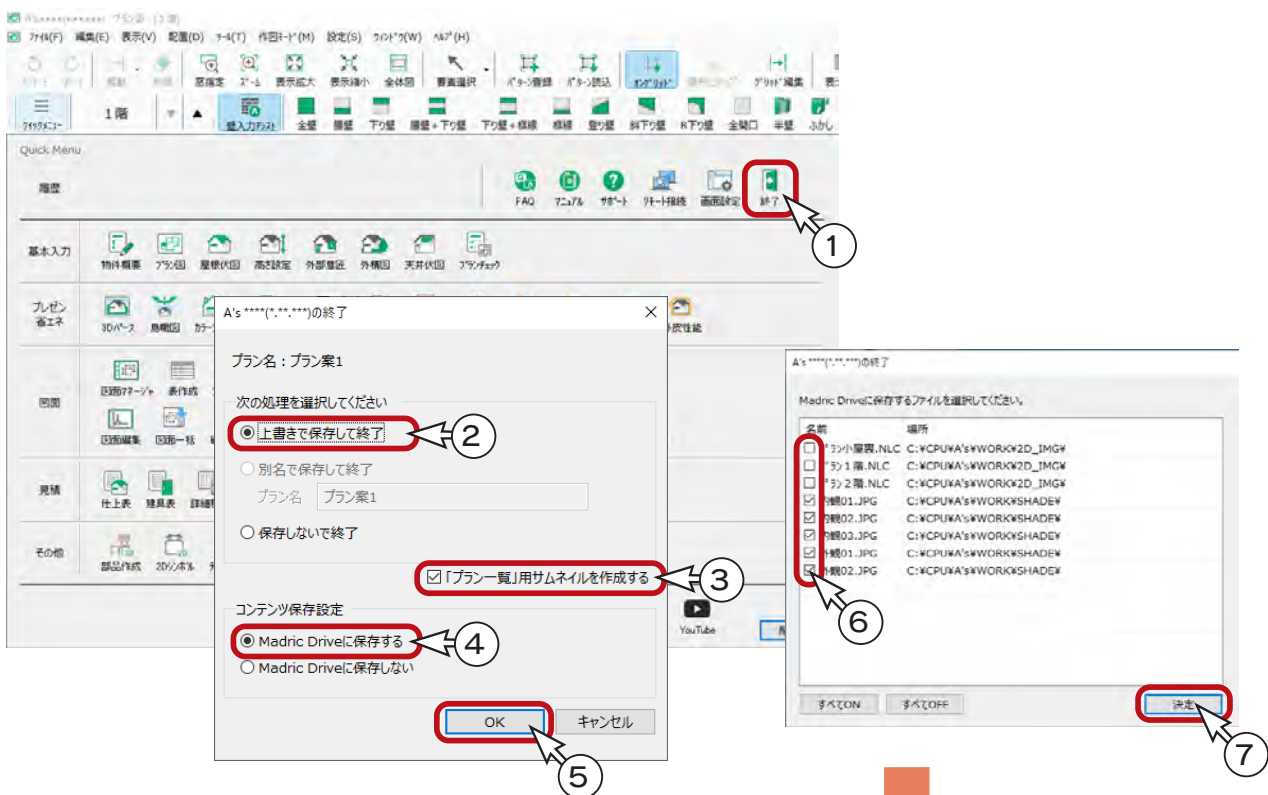 ﾌｧｲﾙ(F) 編集(E) 表示(V) 配置(D) ﾂｰﾙ(T) 作図ﾓｰﾄﾞ(M) 設定(S) ｳｨﾝﾄﾞｳ(W) ﾍﾙﾌﾟ(H)
窓指定 ｽﾞｰﾑ 表示拡大 表示縮小 全体図 要素選択 ﾊﾟﾀｰﾝ登録 ﾊﾟﾀｰﾝ読込 ｵﾝｸﾞﾘｯﾄﾞ ｸﾞﾘｯﾄﾞ編集
ｸｲｯｸﾒﾆｭｰ 1階 壁入力ｱｼｽﾄ 全壁 腰壁 下り壁 腰壁+下り壁 下り壁+框線 框線 登り壁 斜下り壁 R下り壁 全開口 半壁 ふかし
Quick Menu
履歴
FAQ ﾏﾆｭｱﾙ ｻﾎﾟｰﾄ ﾘﾓｰﾄ接続 画面設定 終了
1
基本入力
物件概要 ﾌﾟﾗﾝ図 屋根伏図 高さ設定 外部意匠 外構図 天井伏図 ﾌﾟﾗﾝﾁｪｯｸ
プレゼン
省エネ
3Dﾊﾟｰｽ 鳥瞰図
外皮性能
図面
図面ﾏﾈｰｼﾞｬ 表作成
図面編集 図面一括
見積
仕上表 建具表
その他
部品作成 2Dｼﾝﾎﾞﾙ
YouTube
A's ****(*.**.***)の終了
プラン名：プラン案1
次の処理を選択してください
上書きで保存して終了
2
別名で保存して終了
プラン名 プラン案1
保存しないで終了
「プラン一覧」用サムネイルを作成する
3
コンテンツ保存設定
Madric Driveに保存する
4
Madric Driveに保存しない
OK キャンセル
5
A's ****(*.**.***)の終了
Madric Driveに保存するファイルを選択してください。
名前 場所
ﾌﾟﾗﾝ小屋裏.NLC C:¥CPU¥A's¥WORK¥2D_IMG¥
ﾌﾟﾗﾝ1階.NLC C:¥CPU¥A's¥WORK¥2D_IMG¥
ﾌﾟﾗﾝ2階.NLC C:¥CPU¥A's¥WORK¥2D_IMG¥
内観01.JPG C:¥CPU¥A's¥WORK¥SHADE¥
内観02.JPG C:¥CPU¥A's¥WORK¥SHADE¥
内観03.JPG C:¥CPU¥A's¥WORK¥SHADE¥
外観01.JPG C:¥CPU¥A's¥WORK¥SHADE¥
外観02.JPG C:¥CPU¥A's¥WORK¥SHADE¥
6
すべてON すべてOFF 決定
7